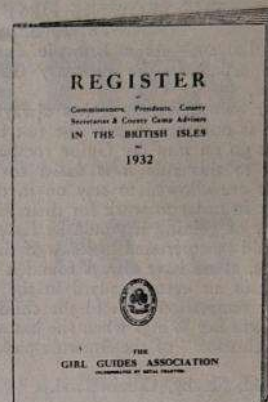 REGISTER
of
Commissioners, Presidents, County
Secretaries & County Camp Advisers
IN THE BRITISH ISLES
for
1932
THE
GIRL GUIDES ASSOCIATION
INCORPORATED BY ROYAL CHARTER